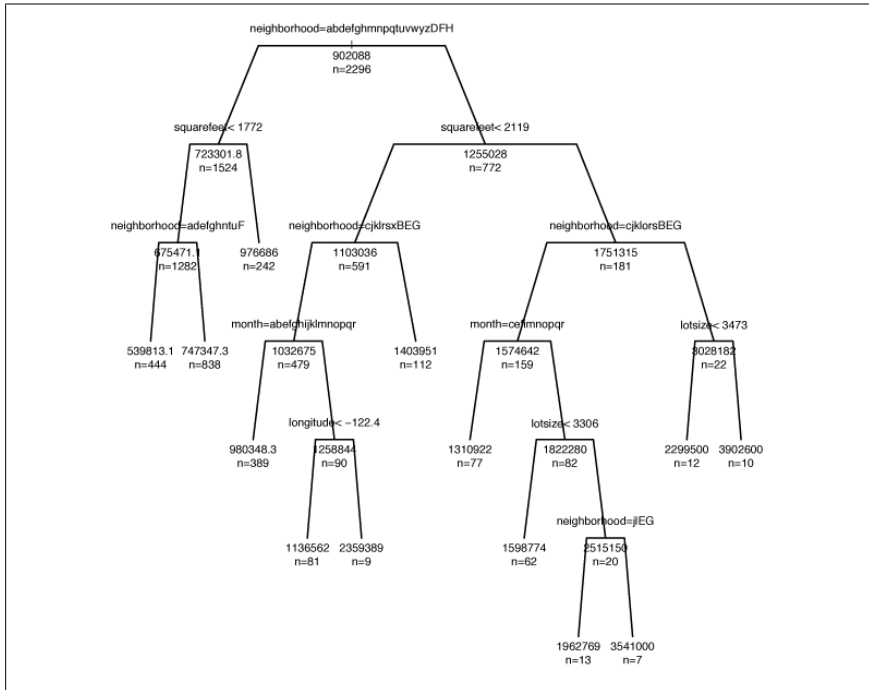 neighborhood=abdefghmnpqtuvwyzDFH
902088
n=2296
squarefeet< 1772
723301.8
n=1524
squarefeet< 2119
1255028
n=772
neighborhood=adefghntuF
675471.1
n=1282
976686
n=242
neighborhood=cjklrsxBEG
1103036
n=591
neighborhood=cjklorsBEG
1751315
n=181
539813.1
n=444
747347.3
n=838
month=abefghijklmnopqr
1032675
n=479
1403951
n=112
month=cefimnopqr
1574642
n=159
lotsize< 3473
3028182
n=22
980348.3
n=389
longitude< −122.4
1258844
n=90
1310922
n=77
lotsize< 3306
1822280
n=82
2299500
n=12
3902600
n=10
1136562
n=81
2359389
n=9
1598774
n=62
neighborhood=jlEG
2515150
n=20
1962769
n=13
3541000
n=7